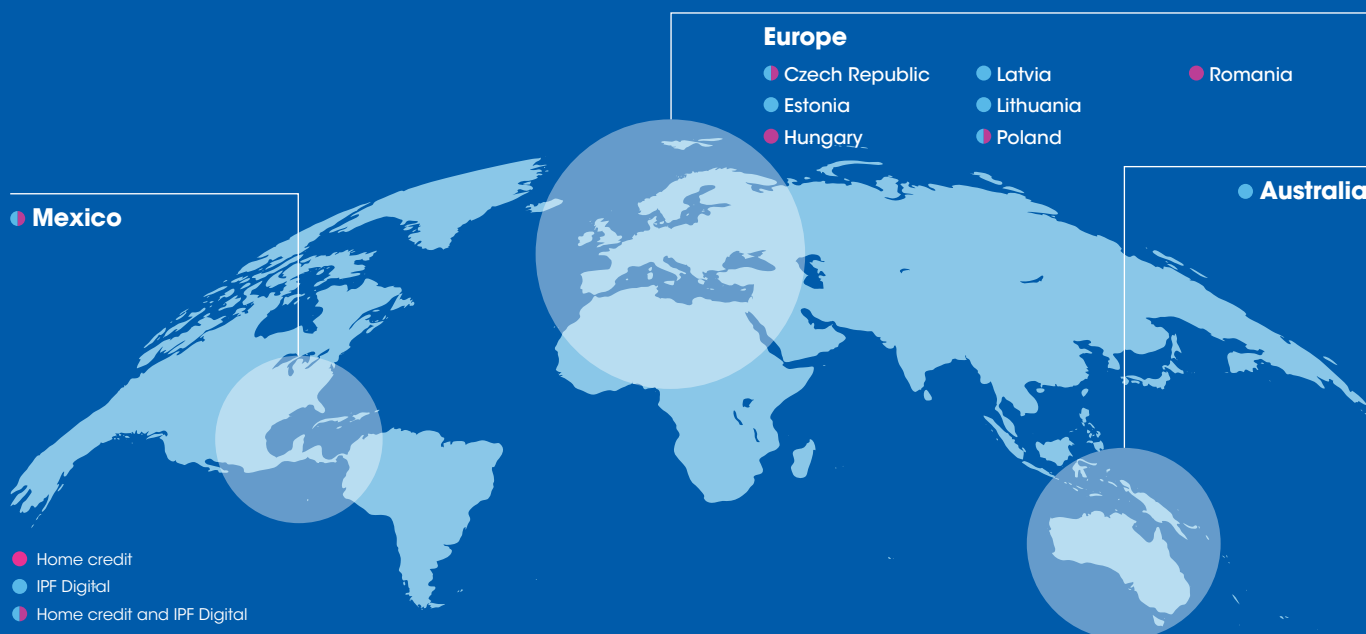 Europe
Czech Republic
Latvia
Romania
Estonia
Lithuania
Hungary
Poland
Australia
Mexico
Home credit
IPF Digital
Home credit and IPF Digital